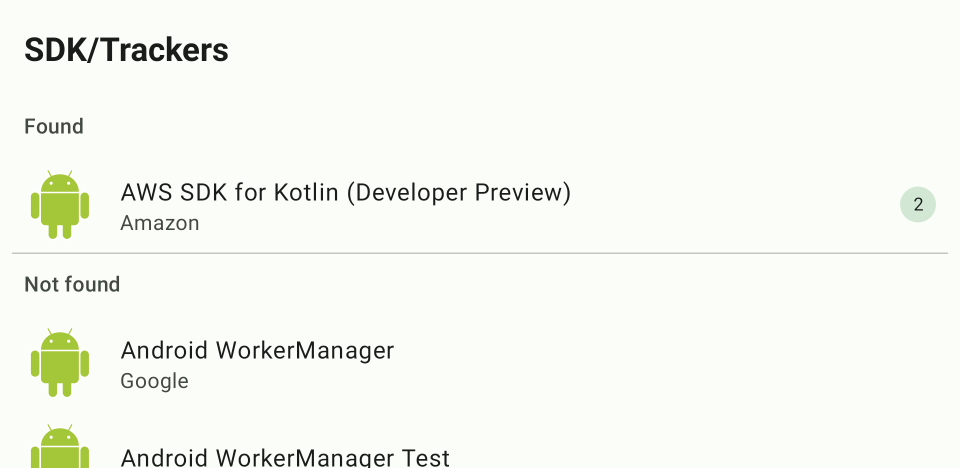 SDK/Trackers
Found
AWS SDK for Kotlin (Developer Preview)
Amazon
2
Not found
Android WorkerManager
Google
Android WorkerManager Test